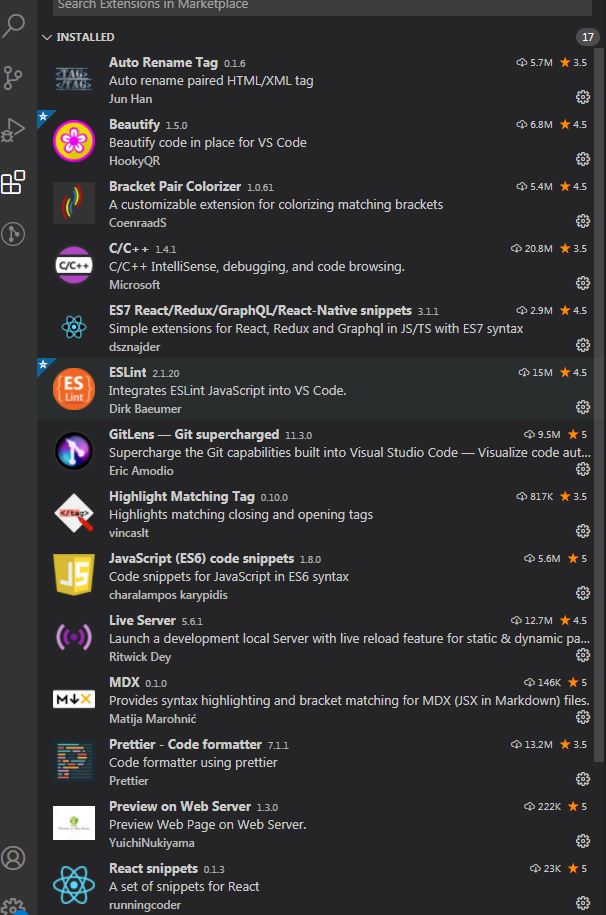 Search Extensions in Marketplace
INSTALLED 17
<TAG> </TAG>
Auto Rename Tag 0.1.6 5.7M 3.5
Auto rename paired HTML/XML tag
Jun Han
Beautify 1.5.0 6.8M 4.5
Beautify code in place for VS Code
HookyQR
Bracket Pair Colorizer 1.0.61 5.4M 4.5
A customizable extension for colorizing matching brackets
CoenraadS
C/C++ 1.4.1 20.8M 3.5
C/C++
C/C++ IntelliSense, debugging, and code browsing.
Microsoft
ES7 React/Redux/GraphQL/React-Native snippets 3.1.1 2.9M 4.5
Simple extensions for React, Redux and Graphql in JS/TS with ES7 syntax
dsznajder
ESLint 2.1.20 15M 4.5
ES Lint
Integrates ESLint JavaScript into VS Code.
Dirk Baeumer
GitLens — Git supercharged 11.3.0 9.5M 5
Supercharge the Git capabilities built into Visual Studio Code — Visualize code aut...
Eric Amodio
Highlight Matching Tag 0.10.0 817K 3.5
</tag>
Highlights matching closing and opening tags
vincaslt
JavaScript (ES6) code snippets 1.8.0 5.6M 5
JS
Code snippets for JavaScript in ES6 syntax
charalampos karypidis
Live Server 5.6.1 12.7M 4.5
Launch a development local Server with live reload feature for static & dynamic pa...
Ritwick Dey
MDX 0.1.0 146K 5
M↓X
Provides syntax highlighting and bracket matching for MDX (JSX in Markdown) files.
Matija Marohnić
Prettier - Code formatter 7.1.1 13.2M 3.5
Code formatter using prettier
Prettier
Preview on Web Server 1.3.0 222K 5
Preview Web Page on Web Server.
YuichiNukiyama
React snippets 0.1.3 23K 5
A set of snippets for React
runningcoder